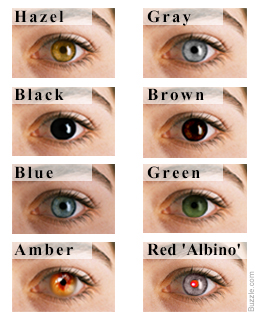 Hazel
Gray
Black
Brown
Blue
Green
Amber
Red 'Albino'
Buzzle.com